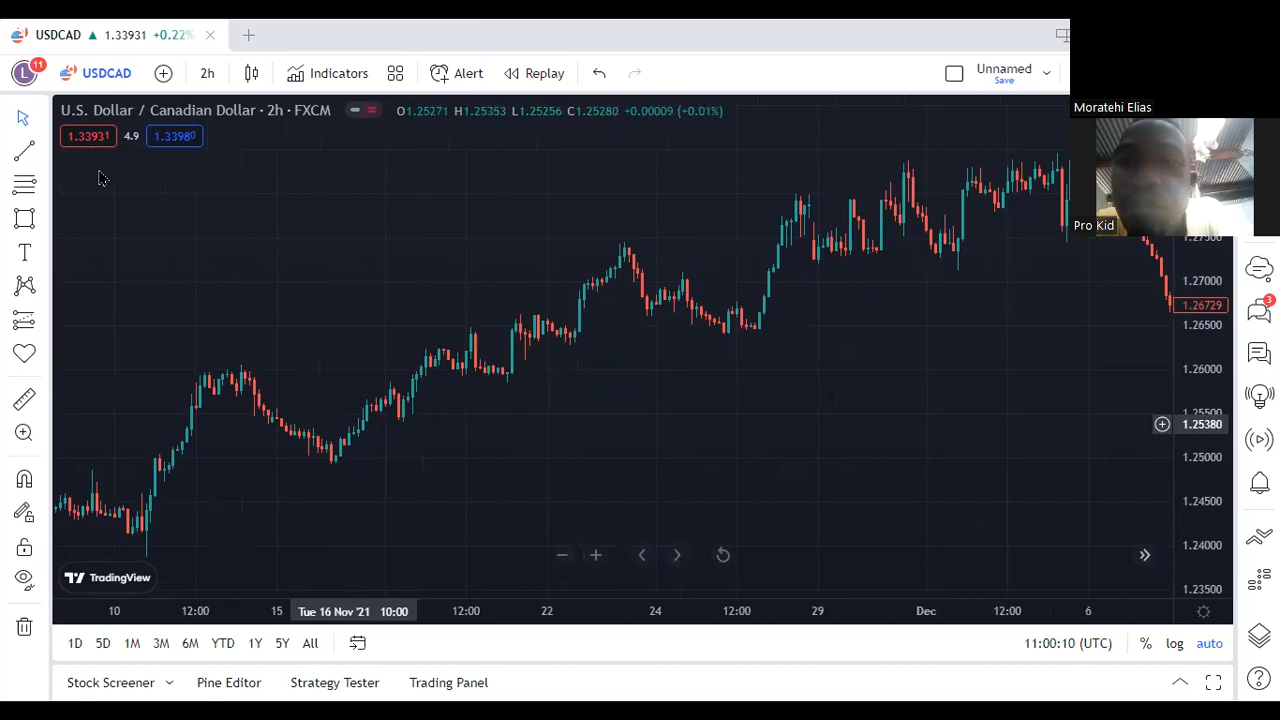 USDCAD ▲ 1.33931 +0.22%
L 11 USDCAD 2h Indicators Alert Replay Unnamed
Save
Moratehi Elias
U.S. Dollar / Canadian Dollar · 2h · FXCM O1.25271 H1.25353 L1.25256 C1.25280 +0.00009 (+0.01%)
1.33931 4.9 1.33980
Pro Kid
1.27000
1.26729
1.26500
1.26000
1.25380
1.25000
1.24500
1.24000
1.23500
TradingView
10 12:00 15 Tue 16 Nov '21 10:00 12:00 22 24 12:00 29 Dec 12:00 6
1D 5D 1M 3M 6M YTD 1Y 5Y All 11:00:10 (UTC) % log auto
Stock Screener Pine Editor Strategy Tester Trading Panel
3
T